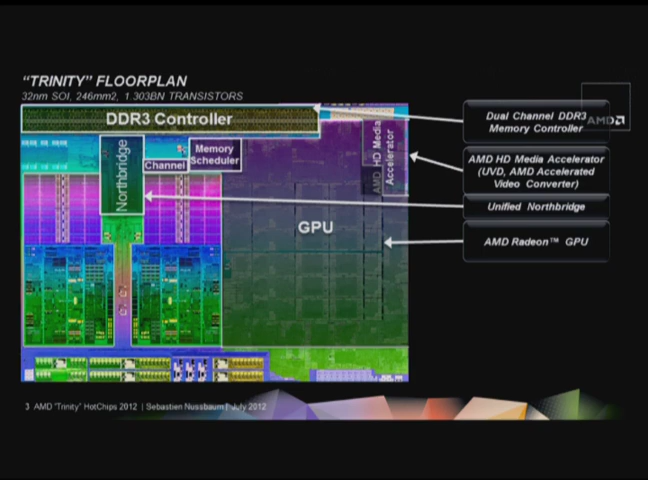 "TRINITY" FLOORPLAN
32nm SOI, 246mm2, 1.303BN TRANSISTORS
DDR3 Controller
Northbridge
Channel
Memory
Scheduler
AMD HD Media
Accelerator
GPU
AMD
Dual Channel DDR3
Memory Controller
AMD HD Media Accelerator
(UVD, AMD Accelerated
Video Converter)
Unified Northbridge
AMD Radeon™ GPU
3 AMD "Trinity" HotChips 2012 | Sebastien Nussbaum | July 2012